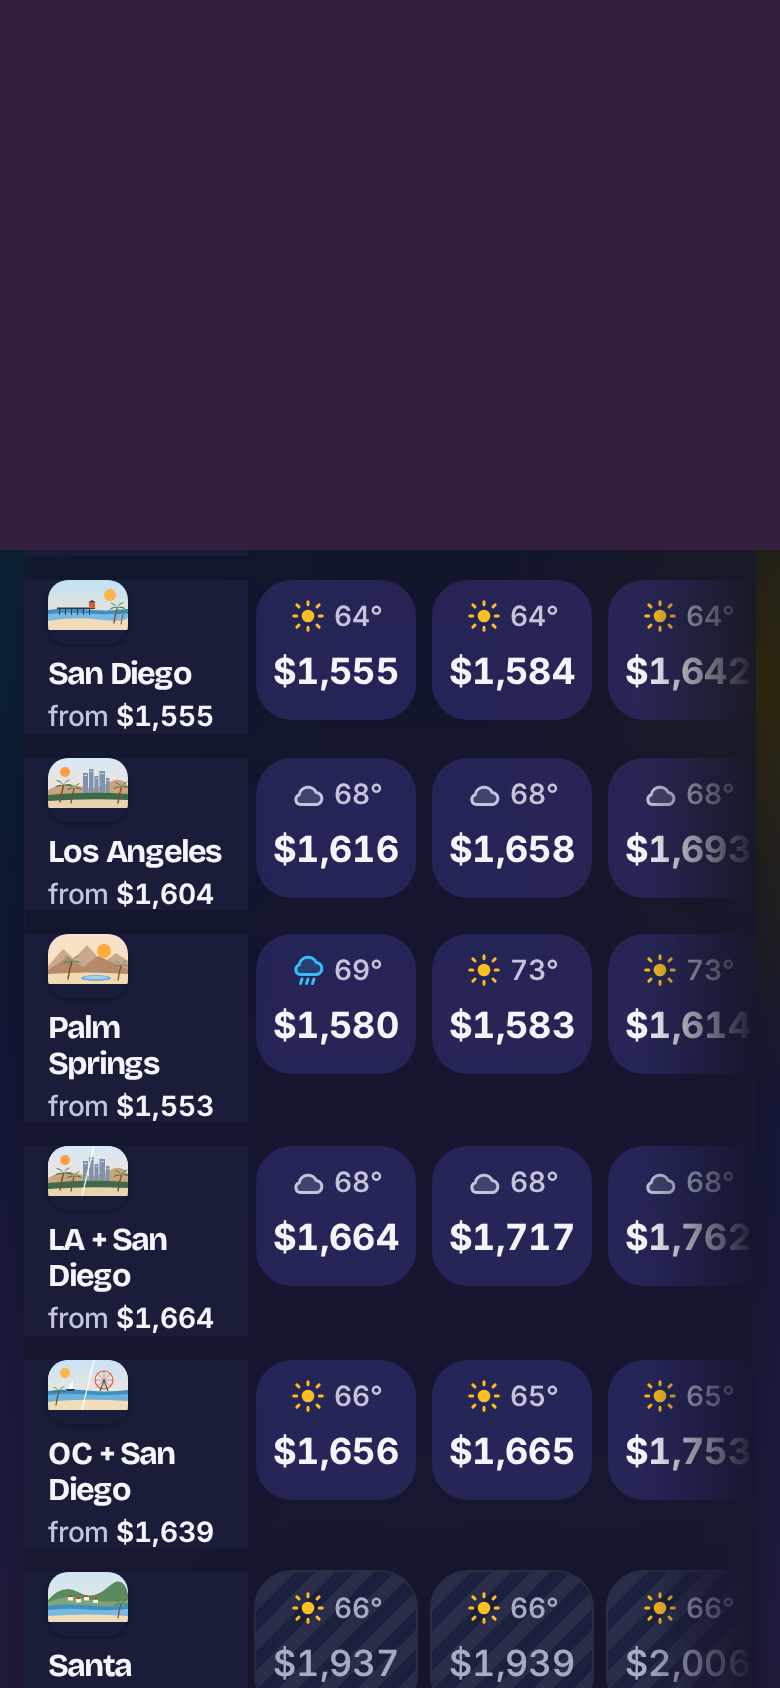 64° 64° 64°
$1,555 $1,584 $1,642
San Diego
from $1,555
68° 68° 68°
$1,616 $1,658 $1,693
Los Angeles
from $1,604
69° 73° 73°
$1,580 $1,583 $1,614
Palm
Springs
from $1,553
68° 68° 68°
$1,664 $1,717 $1,762
LA + San
Diego
from $1,664
66° 65° 65°
$1,656 $1,665 $1,753
OC + San
Diego
from $1,639
66° 66° 66°
$1,937 $1,939 $2,006
Santa